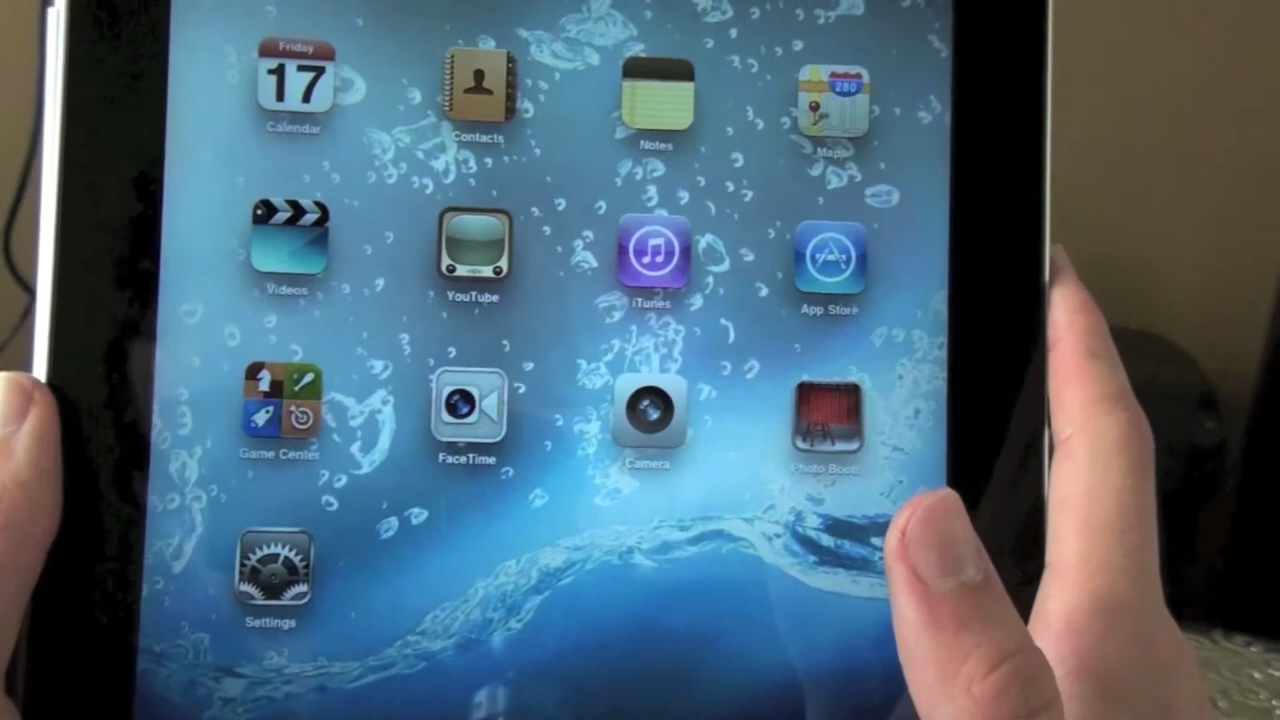 Friday
17
Calendar
Contacts
Notes
280
Maps
Videos
YouTube
iTunes
App Store
Game Center
FaceTime
Camera
Photo Booth
Settings